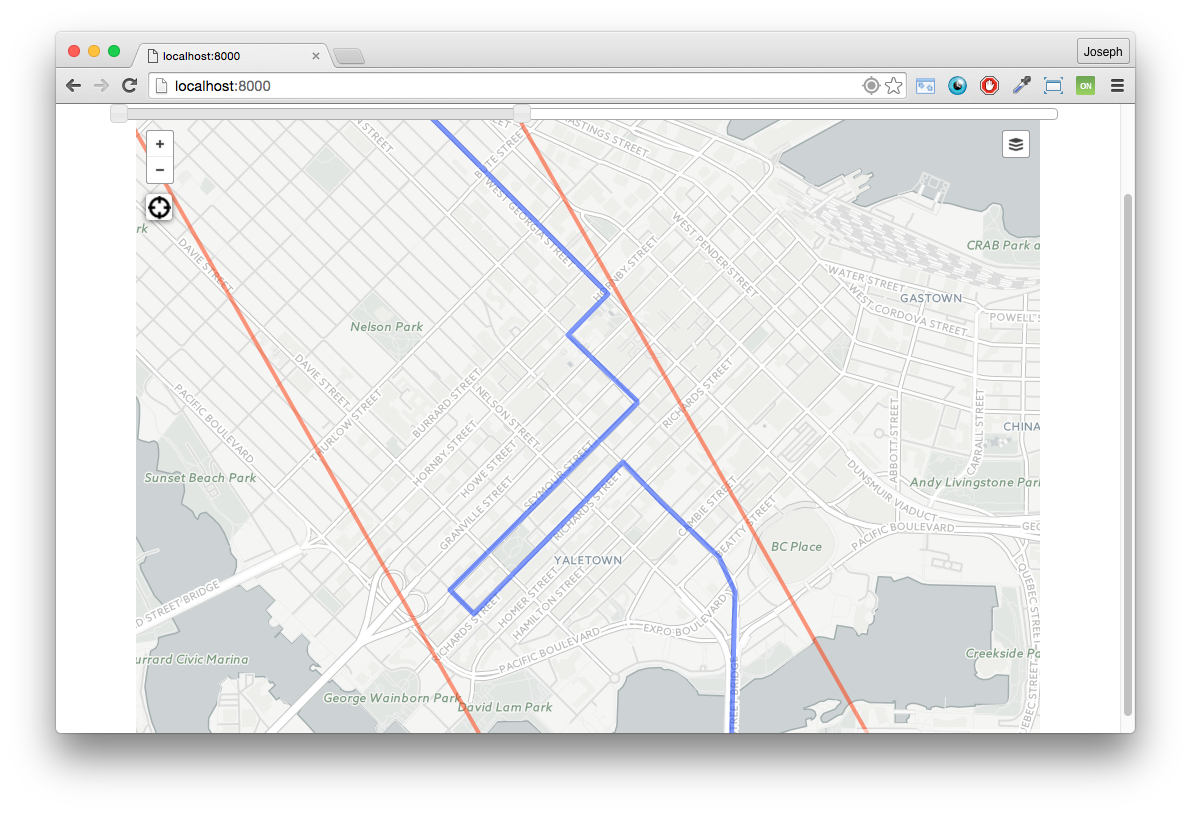 localhost:8000
Joseph
localhost:8000
ON
+
−
STREET
HASTINGS STREET
WEST GEORGIA STREET
WEST PENDER STREET
rk
DAVIE STREET
CRAB Park a
WATER STREET
HORNBY STREET
GASTOWN
WEST CORDOVA STREET
POWELL S
Nelson Park
DAVIE STREET
PACIFIC BOULEVARD
THURLOW STREET
BURRARD STREET
NELSON STREET
RICHARDS STREET
ABBOTT STREET
CARRALL STREET
CHINA
HORNBY STREET
HOWE STREET
SEYMOUR STREET
Sunset Beach Park
Andy Livingstone Park
DUNSMUIR VIADUCT
GRANVILLE STREET
RICHARDS STREET
CAMBIE STREET
BEATTY STREET
PACIFIC BOULEVARD
GEO
BC Place
YALETOWN
D STREET BRIDGE
HOMER STREET
HAMILTON STREET
EXPO BOULEVARD
QUEBEC STREET
RICHARDS STREET
PACIFIC BOULEVARD
urrard Civic Marina
Creekside Pa
George Wainborn Park
David Lam Park
TREET BRIDGE
UEBEC STREET